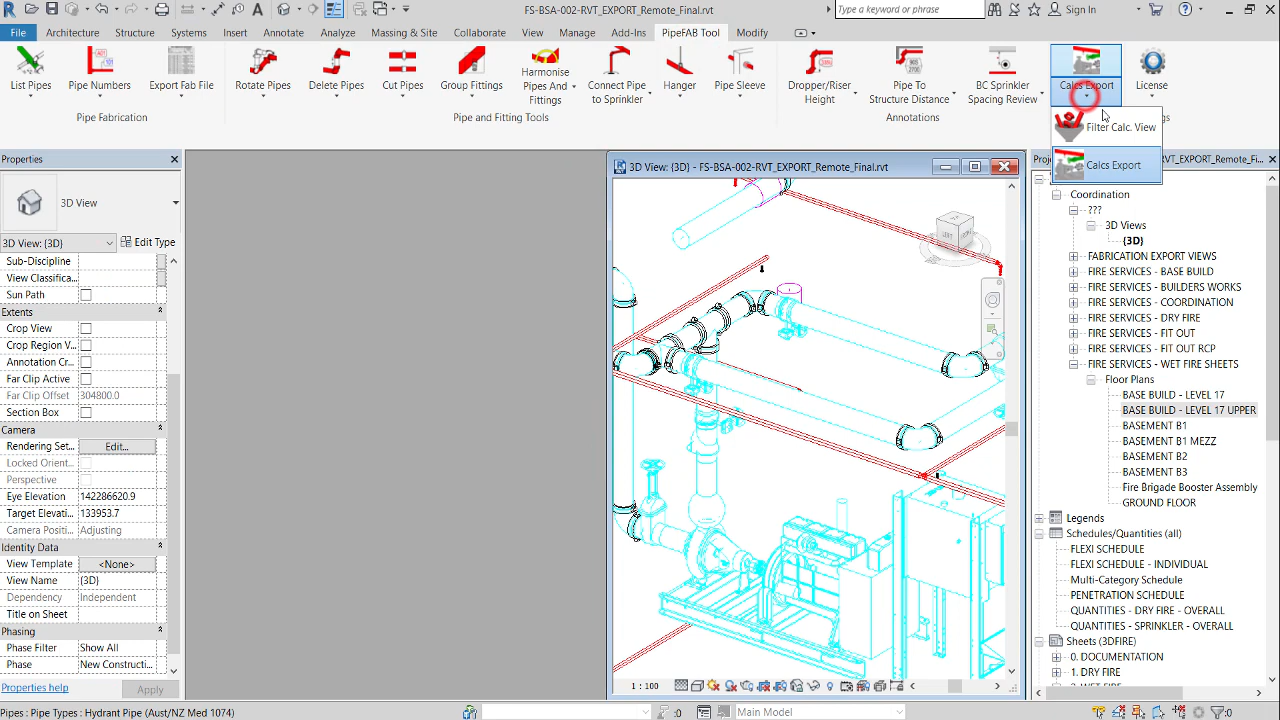 FS-BSA-002-RVT_EXPORT_Remote_Final.rvt
Type a keyword or phrase
Sign In
File Architecture Structure Systems Insert Annotate Analyze Massing & Site Collaborate View Manage Add-Ins PipeFAB Tool Modify
List Pipes
Pipe Numbers
Export Fab File
Rotate Pipes
Delete Pipes
Cut Pipes
Group Fittings
Harmonise
Pipes And
Fittings
Connect Pipe
to Sprinkler
Hanger
Pipe Sleeve
Dropper/Riser
Height
Pipe To
Structure Distance
BC Sprinkler
Spacing Review
Calcs Export
License
Pipe Fabrication
Pipe and Fitting Tools
Annotations
Filter Calc. View
Calcs Export
Properties
3D View
3D View: {3D}
Edit Type
Sub-Discipline
View Classifica...
Sun Path
Extents
Crop View
Crop Region V...
Annotation Cr...
Far Clip Active
Far Clip Offset 304800.0
Section Box
Camera
Rendering Set... Edit...
Locked Orient...
Perspective
Eye Elevation 142286620.9
Target Elevati... 133953.7
Camera Positi... Adjusting
Identity Data
View Template <None>
View Name {3D}
Dependency Independent
Title on Sheet
Phasing
Phase Filter Show All
Phase New Constructi...
Properties help
Apply
3D View: {3D} - FS-BSA-002-RVT_EXPORT_Remote_Final.rvt
1 : 100
RVT_EXPORT_Remote_Final...
Coordination
???
3D Views
{3D}
FABRICATION EXPORT VIEWS
FIRE SERVICES - BASE BUILD
FIRE SERVICES - BUILDERS WORKS
FIRE SERVICES - COORDINATION
FIRE SERVICES - DRY FIRE
FIRE SERVICES - FIT OUT
FIRE SERVICES - FIT OUT RCP
FIRE SERVICES - WET FIRE SHEETS
Floor Plans
BASE BUILD - LEVEL 17
BASE BUILD - LEVEL 17 UPPER
BASEMENT B1
BASEMENT B1 MEZZ
BASEMENT B2
BASEMENT B3
Fire Brigade Booster Assembly
GROUND FLOOR
Legends
Schedules/Quantities (all)
FLEXI SCHEDULE
FLEXI SCHEDULE - INDIVIDUAL
Multi-Category Schedule
PENETRATION SCHEDULE
QUANTITIES - DRY FIRE - OVERALL
QUANTITIES - SPRINKLER - OVERALL
Sheets (3DFIRE)
0. DOCUMENTATION
1. DRY FIRE
Pipes : Pipe Types : Hydrant Pipe (Aust/NZ Med 1074)
:0
Main Model
:0